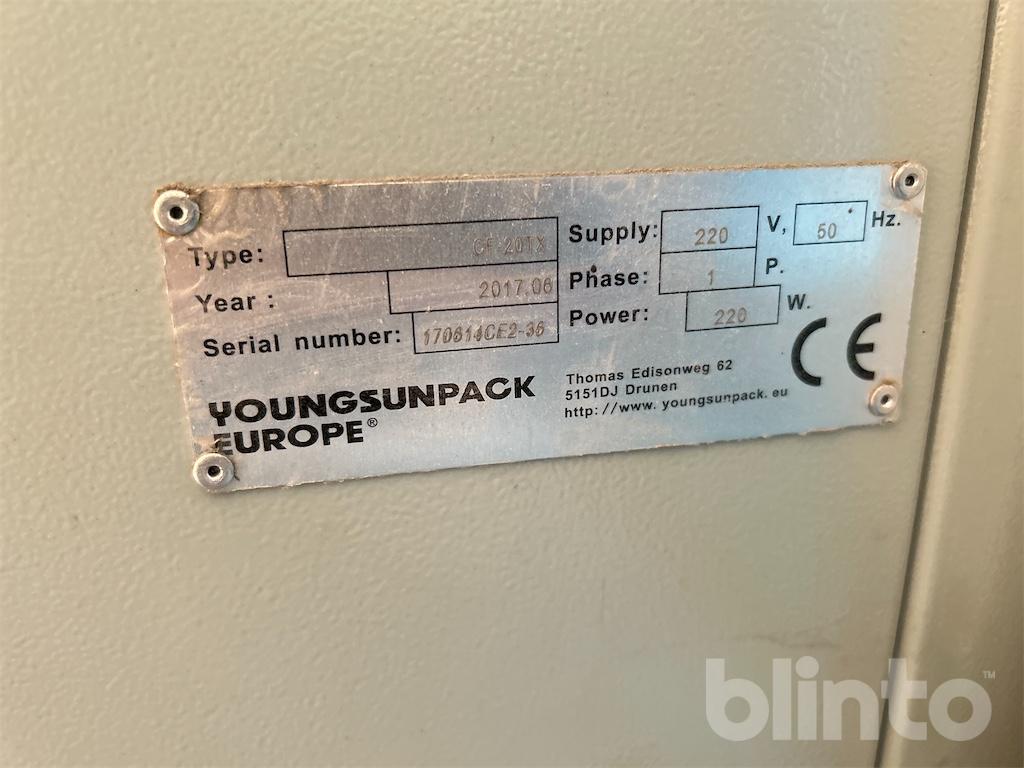 Type: CF-20TX
Year : 2017.06
Serial number: 170614CE2-36
Supply: 220 V, 50 Hz.
Phase: 1 P.
Power: 220 W.
YOUNGSUNPACK
EUROPE®
Thomas Edisonweg 62
5151DJ Drunen
http://www.youngsunpack.eu
CE
blinto™